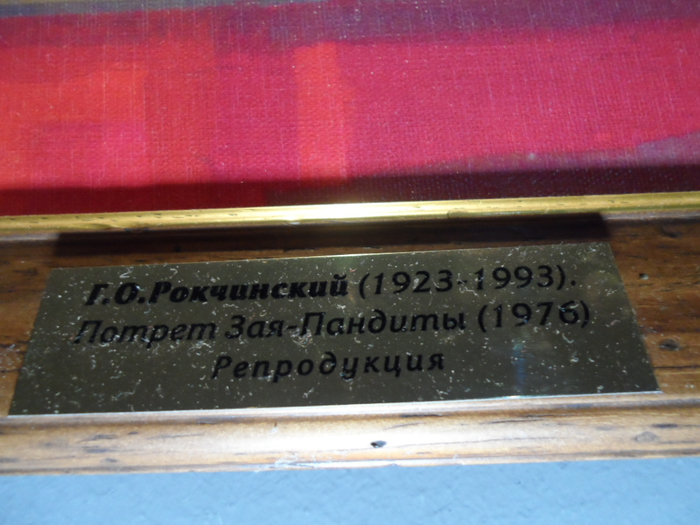 Г.О.Рокчинский (1923-1993).
Потрет Зая-Пандиты (1976)
Репродукция